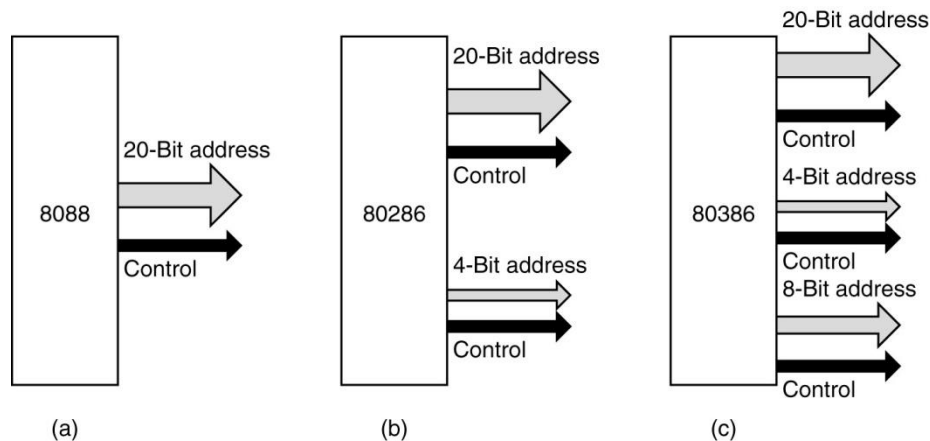 20-Bit address
8088
Control
(a)
20-Bit address
Control
80286
4-Bit address
Control
(b)
20-Bit address
Control
4-Bit address
80386
Control
8-Bit address
Control
(c)